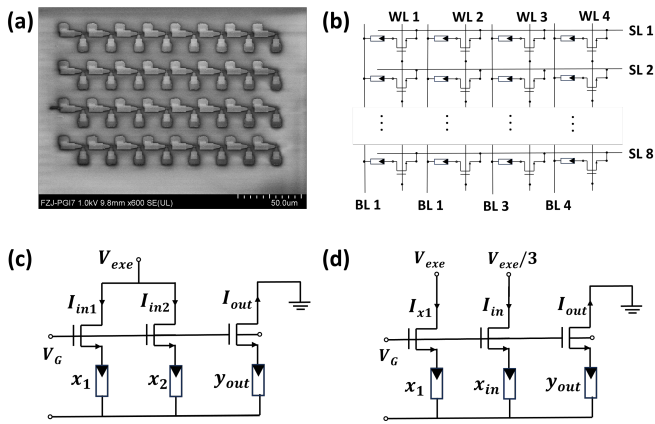 (a)
FZJ-PGI7 1.0kV 9.8mm x600 SE(UL)
50.0um
(b)
WL 1 WL 2 WL 3 WL 4
SL 1
SL 2
SL 8
BL 1 BL 1 BL 3 BL 4
(c)
V_exe
I_in1 I_in2 I_out
V_G
x_1 x_2 y_out
(d)
V_exe V_exe/3
I_x1 I_in I_out
V_G
x_1 x_in y_out